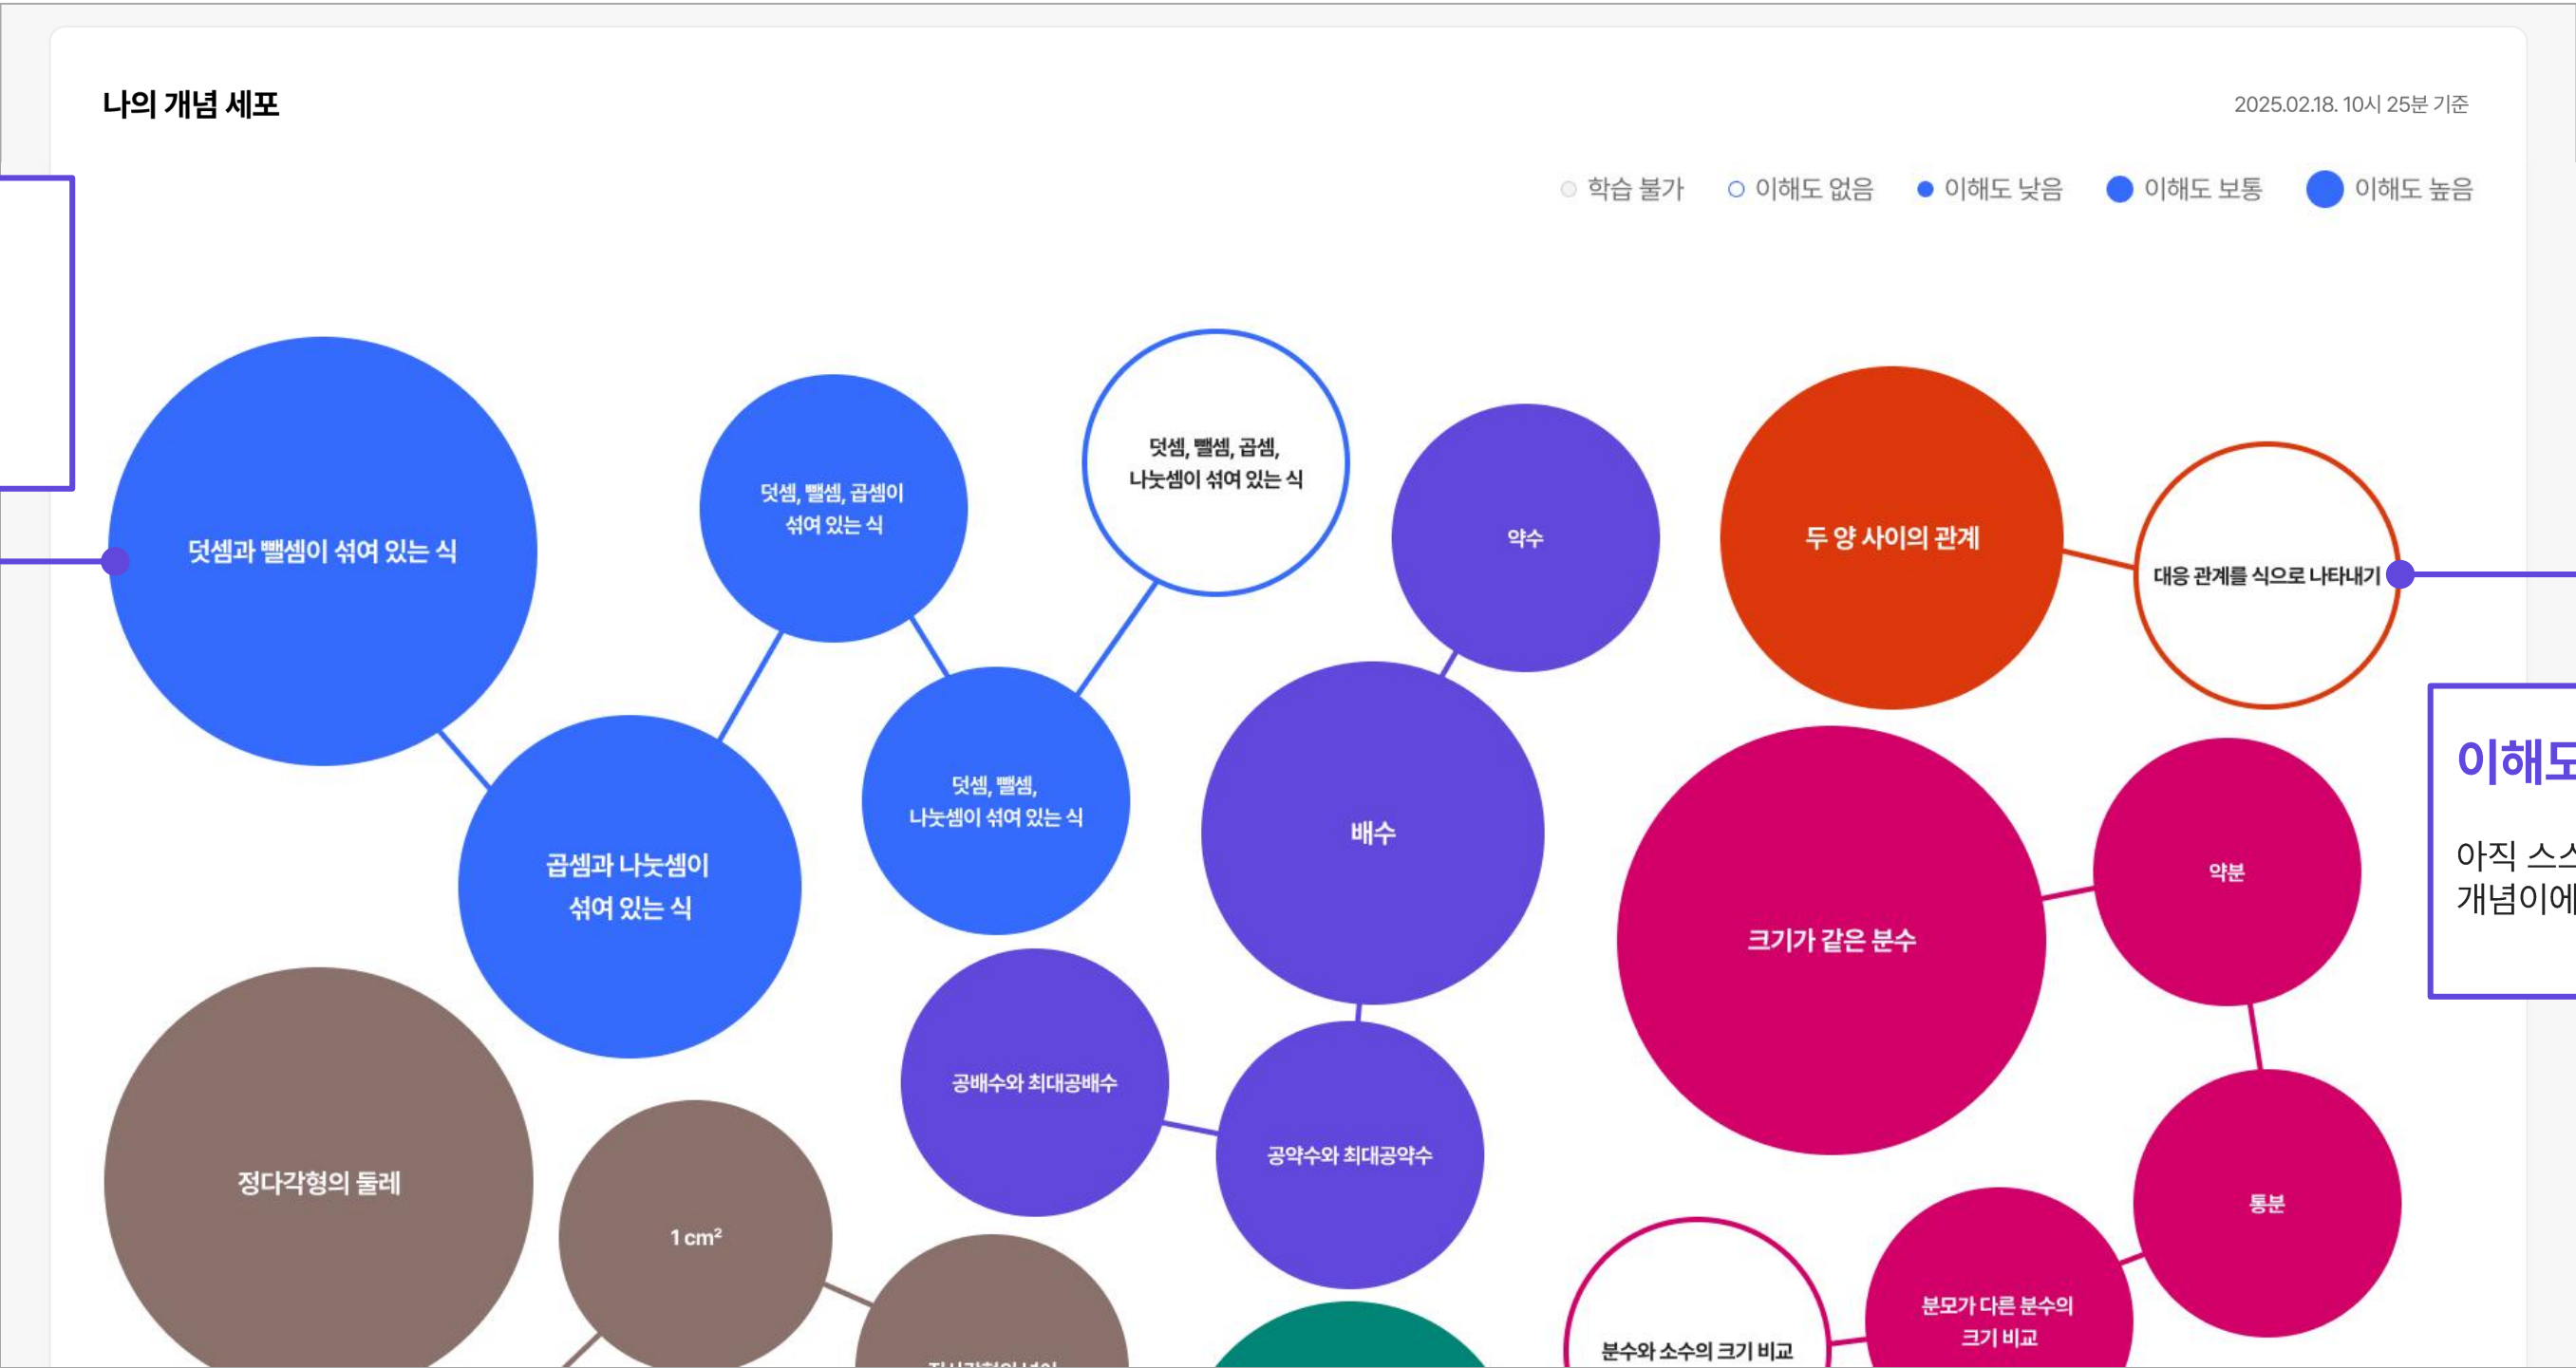 나의 개념 세포
2025.02.18. 10시 25분 기준
학습 불가
이해도 없음
이해도 낮음
이해도 보통
이해도 높음
덧셈과 뺄셈이 섞여 있는 식
덧셈, 뺄셈, 곱셈이
섞여 있는 식
덧셈, 뺄셈, 곱셈,
나눗셈이 섞여 있는 식
약수
두 양 사이의 관계
대응 관계를 식으로 나타내기
곱셈과 나눗셈이
섞여 있는 식
덧셈, 뺄셈,
나눗셈이 섞여 있는 식
배수
크기가 같은 분수
약분
이해도
아직
개념이에
정다각형의 둘레
1 cm²
공배수와 최대공배수
공약수와 최대공약수
통분
분모가 다른 분수의
크기 비교
분수와 소수의 크기 비교